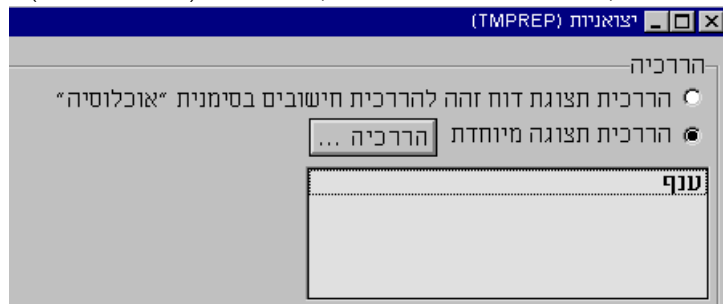 יצואניות (TMPREP)
הררכיה
הררכית תצוגת דוח זהה להררכית חישובים בסימנית "אוכלוסיה"
הררכית תצוגה מיוחדת
הררכיה ...
ענף